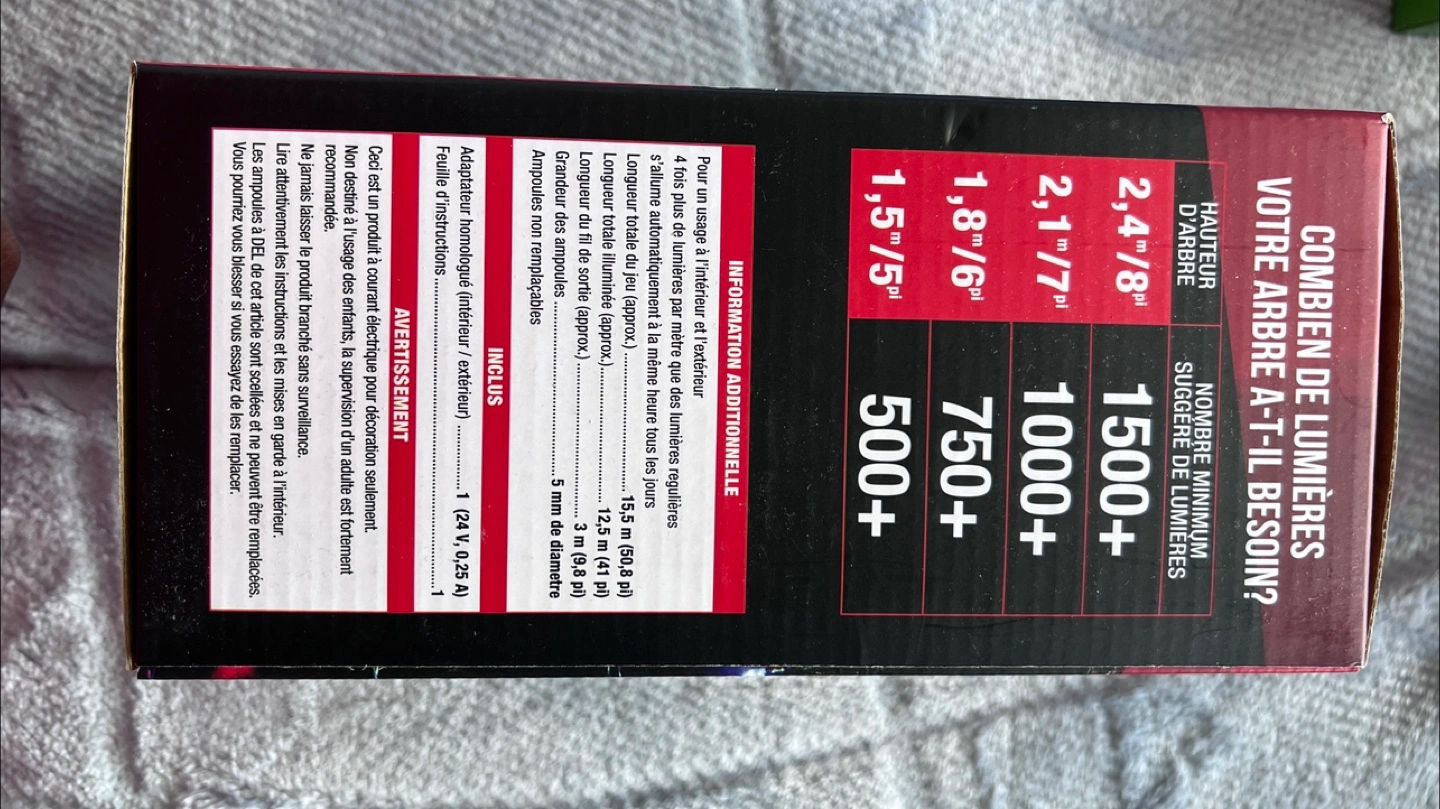 COMBIEN DE LUMIÈRES
VOTRE ARBRE A-T-IL BESOIN?
HAUTEUR
D'ARBRE
NOMBRE MINIMUM
SUGGÉRÉ DE LUMIÈRES
2,4m/8pi 1500+
2,1m/7pi 1000+
1,8m/6pi 750+
1,5m/5pi 500+
INFORMATION ADDITIONNELLE
Pour un usage à l'intérieur et l'extérieur
4 fois plus de lumières par mètre que des lumières regulières
s'allume automatiquement à la même heure tous les jours
Longueur totale du jeu (approx.) ........................ 15,5 m (50,8 pi)
Longueur totale illuminée (approx.)........................ 12,5 m (41 pi)
Longueur du fil de sortie (approx.)........................ 3 m (9,8 pi)
Grandeur des ampoules ........................ 5 mm de diametre
Ampoules non remplaçables
INCLUS
Adaptateur homologué (intérieur / extérieur) ............ 1 (24 V, 0,25 A)
Feuille d'instructions ........................ 1
AVERTISSEMENT
Ceci est un produit à courant électrique pour décoration seulement.
Non destiné à l'usage des enfants, la supervision d'un adulte est fortement
recommandée.
Ne jamais laisser le produit branché sans surveillance.
Lire attentivement les instructions et les mises en garde à l'intérieur.
Les ampoules à DEL de cet article sont scellées et ne peuvent être remplacées.
Vous pourriez vous blesser si vous essayez de les remplacer.